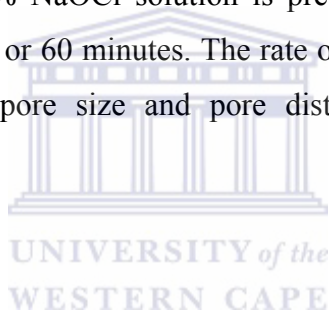 NaOCl solution is pre
or 60 minutes. The rate o
pore size and pore dist
UNIVERSITY of the
WESTERN CAPE